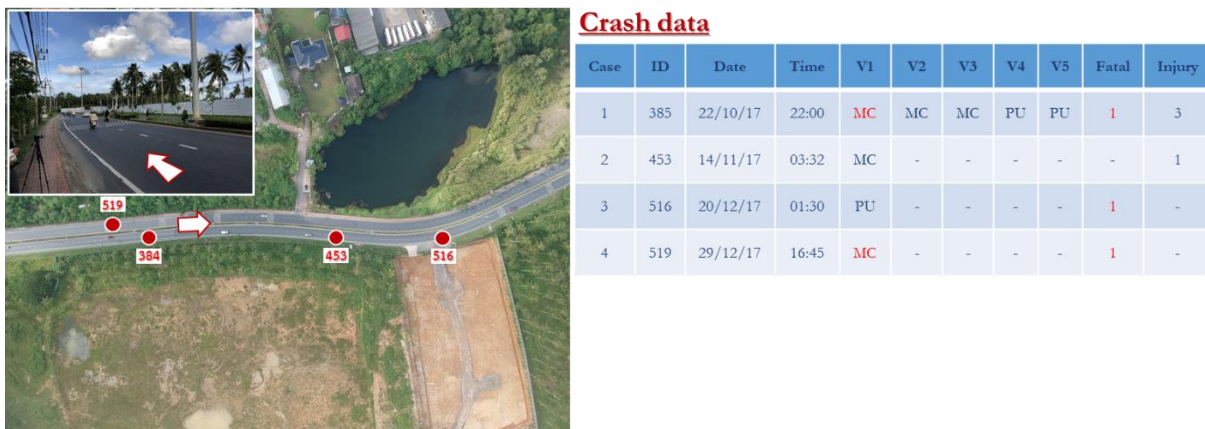 Crash data
Case ID Date Time V1 V2 V3 V4 V5 Fatal Injury
1 385 22/10/17 22:00 MC MC MC PU PU 1 3
2 453 14/11/17 03:32 MC - - - - - 1
3 516 20/12/17 01:30 PU - - - - 1 -
4 519 29/12/17 16:45 MC - - - - 1 -
519
384
453
516